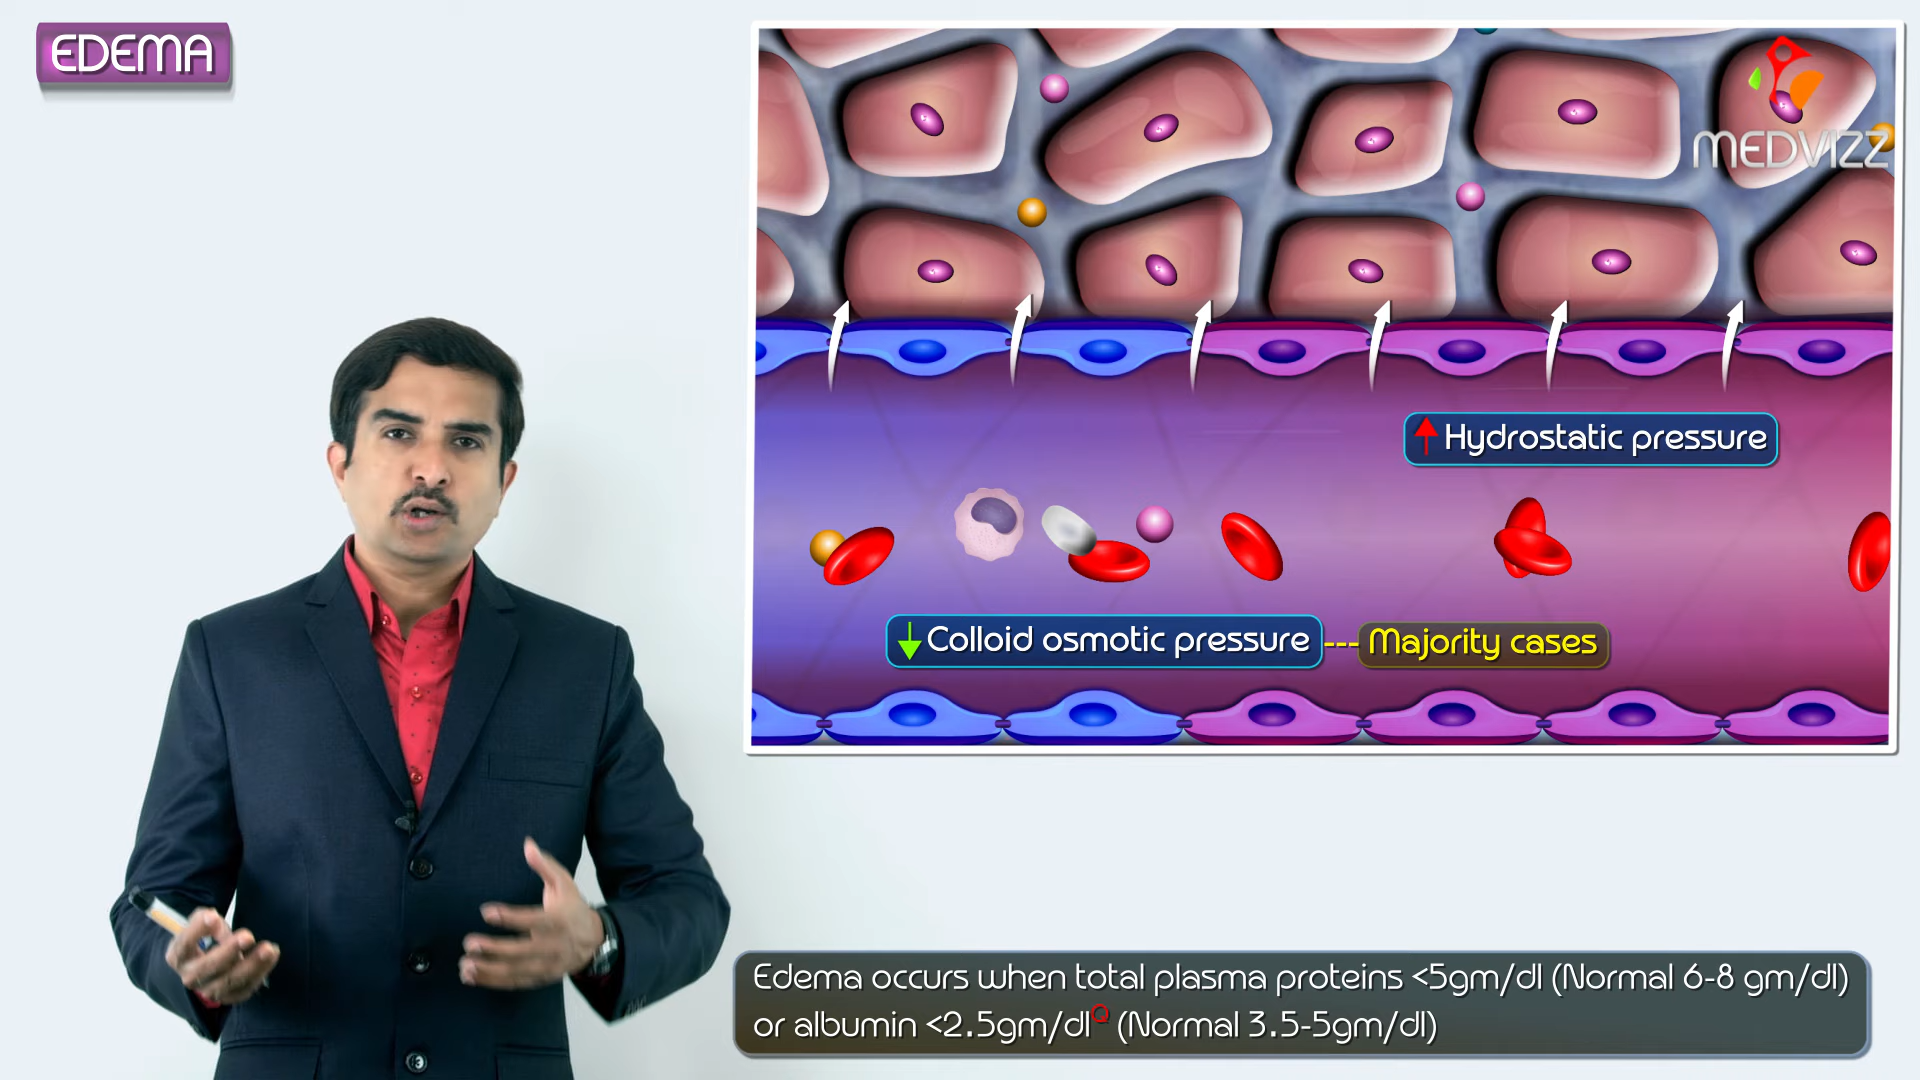 EDEMA
MEDVIZZ
Hydrostatic pressure
Colloid osmotic pressure --- Majority cases
Edema occurs when total plasma proteins <5gm/dl (Normal 6-8 gm/dl)
or albumin <2.5gm/dlQ (Normal 3.5-5gm/dl)